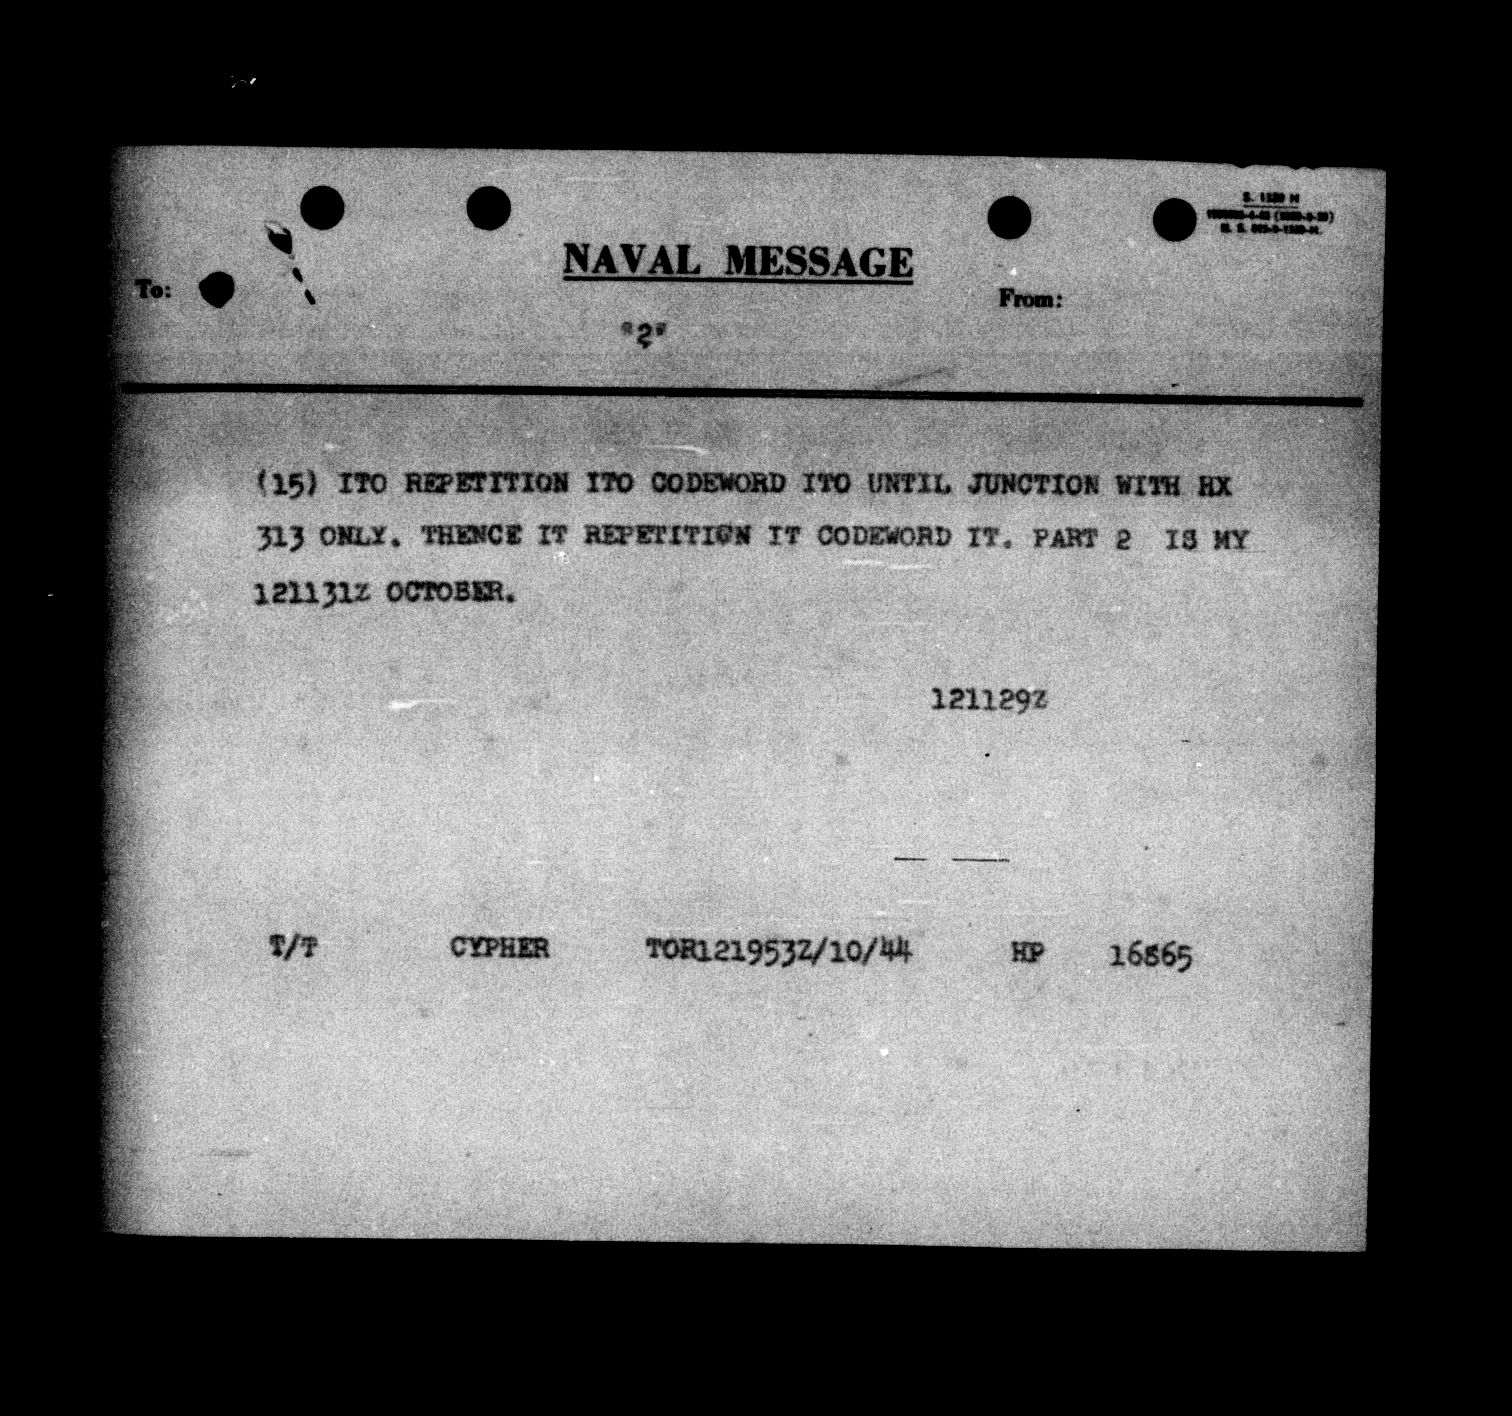 S. 1320 H
NAVAL MESSAGE
To:
From:
"2"
(15) ITO REPETITION ITO CODEWORD ITO UNTIL JUNCTION WITH HX
313 ONLY. THENCE IT REPETITION IT CODEWORD IT. PART 2 IS MY
121131Z OCTOBER.
121129Z
T/T CYPHER TOR121953Z/10/44 HP 16865